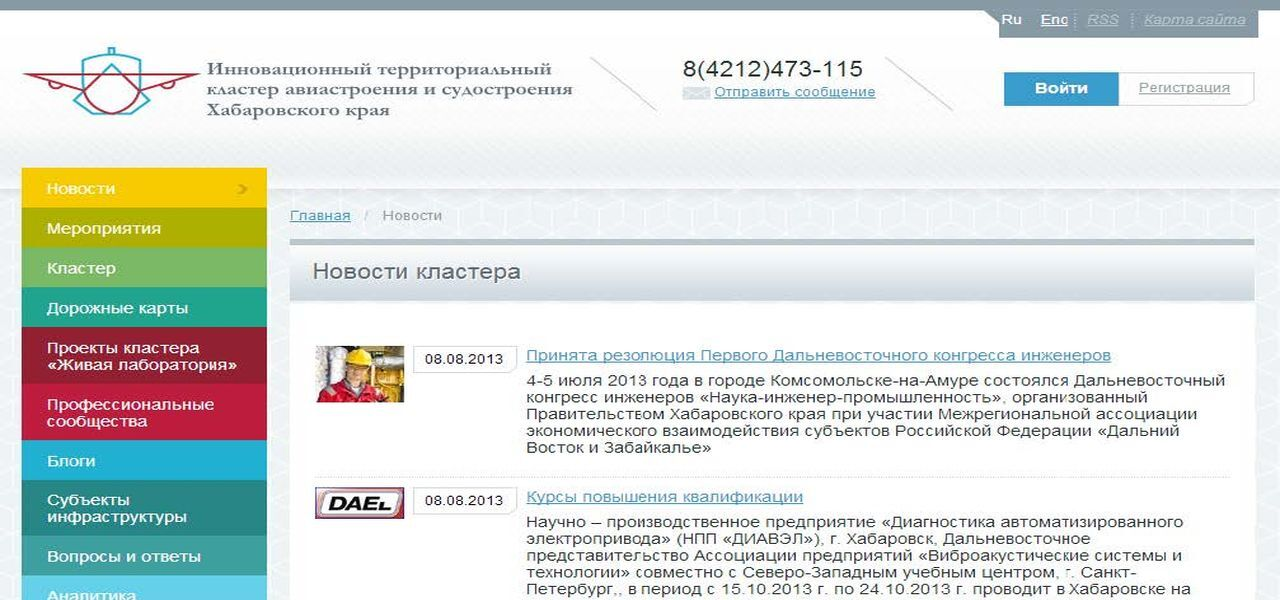 Ru Eng RSS Карта сайта
Инновационный территориальный
кластер авиастроения и судостроения
Хабаровского края
8(4212)473-115
Отправить сообщение
Войти
Регистрация
Новости
Мероприятия
Кластер
Дорожные карты
Проекты кластера
«Живая лаборатория»
Профессиональные
сообщества
Блоги
Субъекты
инфраструктуры
Вопросы и ответы
Аналитика
Главная / Новости
Новости кластера
08.08.2013
Принята резолюция Первого Дальневосточного конгресса инженеров
4-5 июля 2013 года в городе Комсомольске-на-Амуре состоялся Дальневосточный
конгресс инженеров «Наука-инженер-промышленность», организованный
Правительством Хабаровского края при участии Межрегиональной ассоциации
экономического взаимодействия субъектов Российской Федерации «Дальний
Восток и Забайкалье»
DAEL
08.08.2013
Курсы повышения квалификации
Научно – производственное предприятие «Диагностика автоматизированного
электропривода» (НПП «ДИАВЭЛ»), г. Хабаровск, Дальневосточное
представительство Ассоциации предприятий «Виброакустические системы и
технологии» совместно с Северо-Западным учебным центром, г. Санкт-
Петербург,, в период с 15.10.2013 г. по 24.10.2013 г. проводит в Хабаровске на